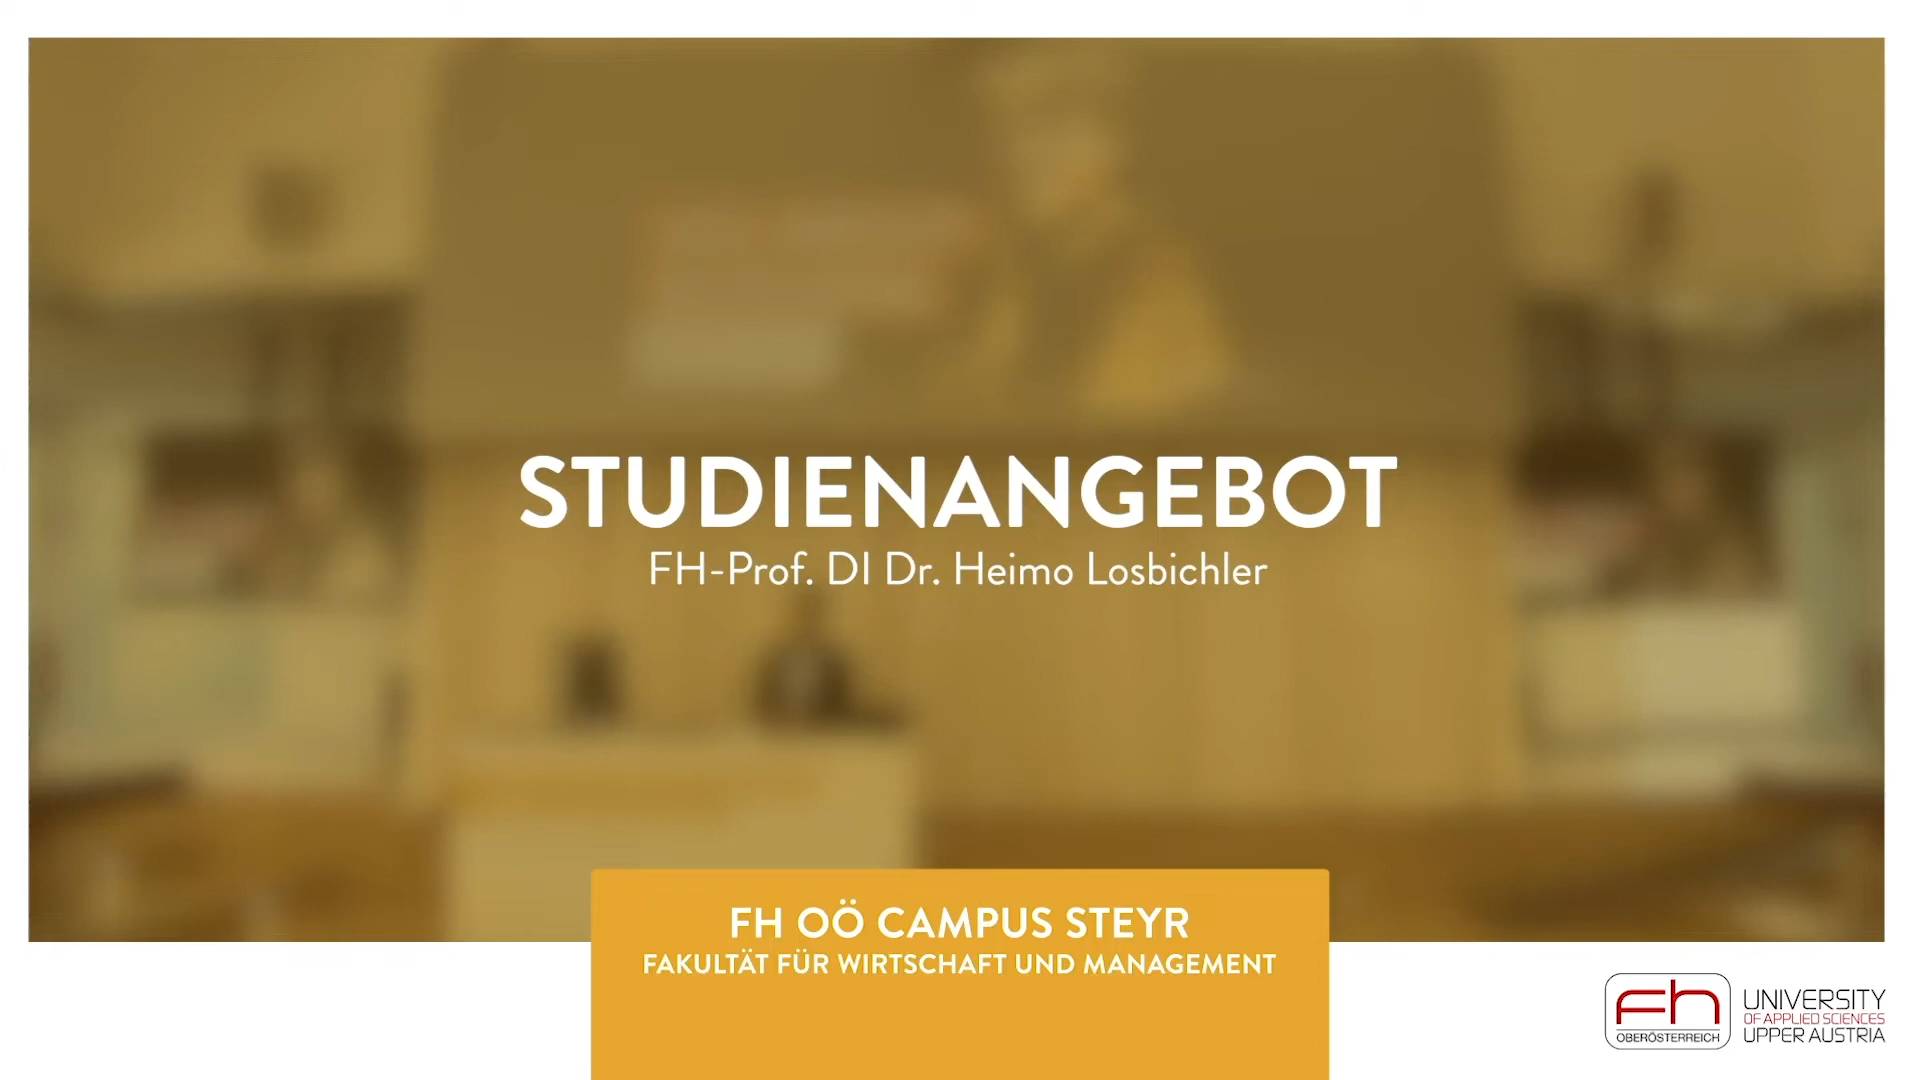 STUDIENANGEBOT
FH-Prof. DI Dr. Heimo Losbichler
FH OÖ CAMPUS STEYR
FAKULTÄT FÜR WIRTSCHAFT UND MANAGEMENT
fh
OBERÖSTERREICH
UNIVERSITY
OF APPLIED SCIENCES
UPPER AUSTRIA